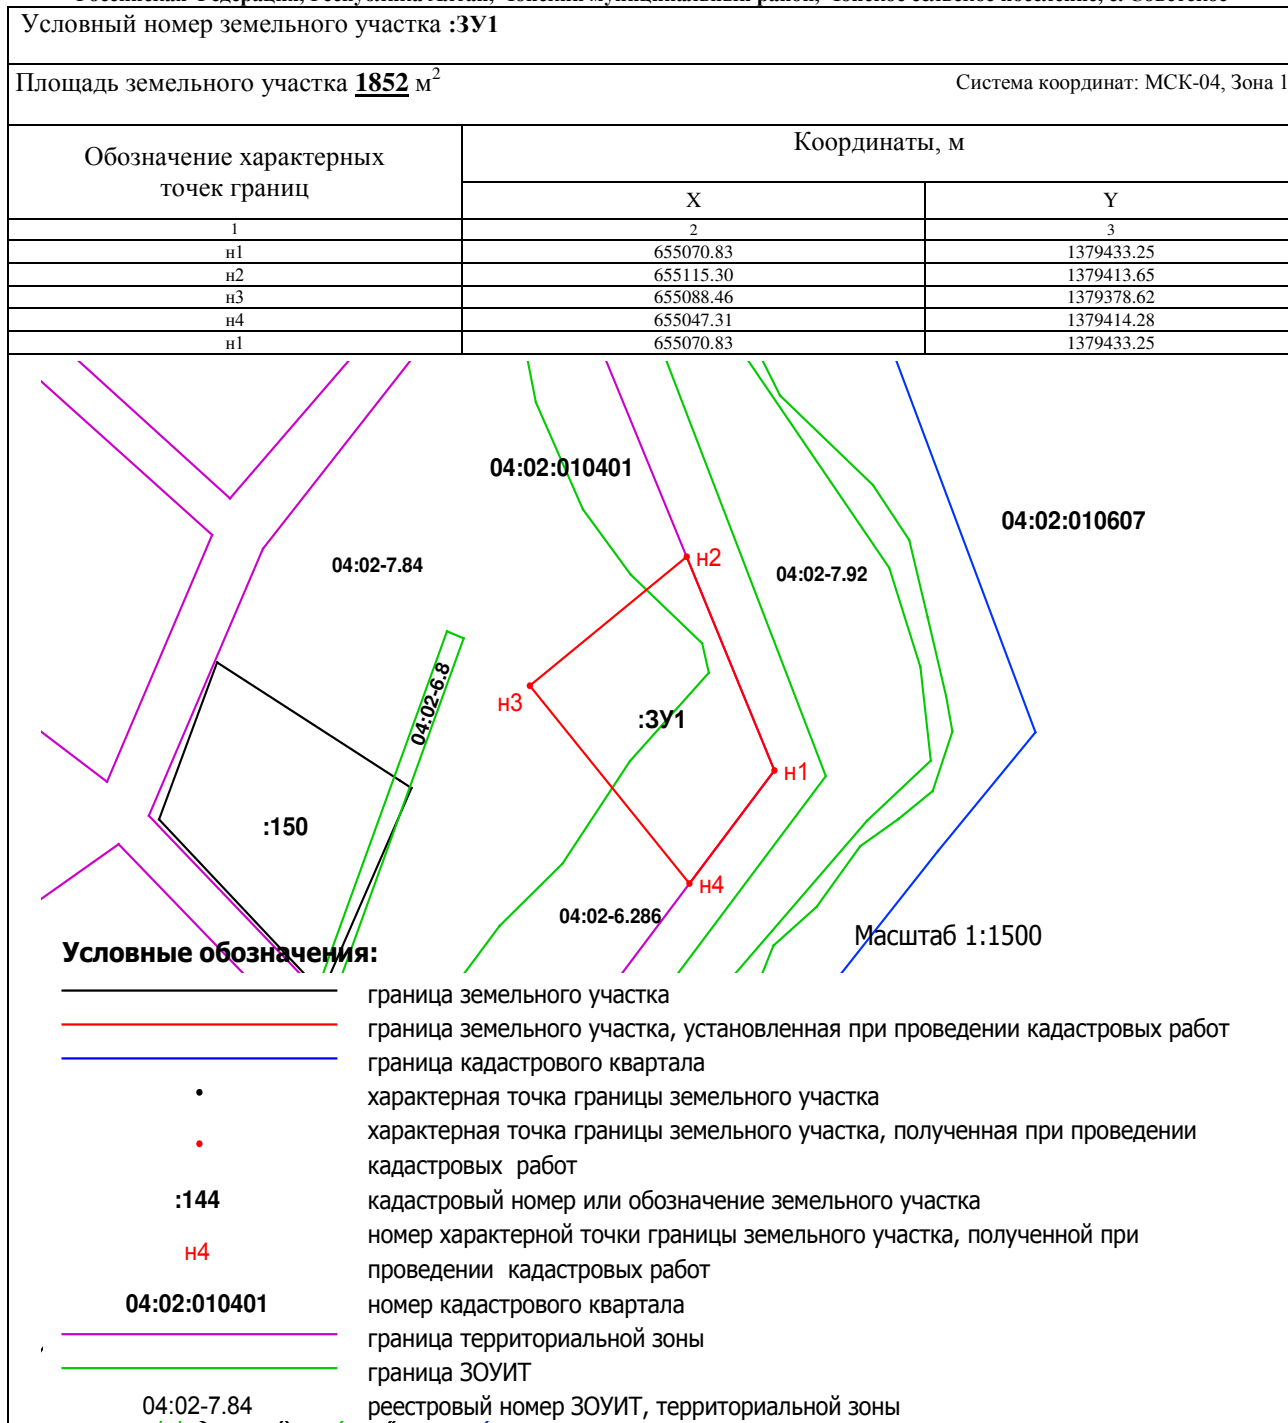 Условный номер земельного участка :ЗУ1
Площадь земельного участка 1852 м2
Система координат: МСК-04, Зона 1
Обозначение характерных
точек границ
Координаты, м
X
Y
1 2 3
н1 655070.83 1379433.25
н2 655115.30 1379413.65
н3 655088.46 1379378.62
н4 655047.31 1379414.28
н1 655070.83 1379433.25
04:02:010401
04:02:010607
04:02-7.84
н2
04:02-7.92
04:02-6.8
н3
:ЗУ1
н1
:150
н4
04:02-6.286
Масштаб 1:1500
Условные обозначения:
граница земельного участка
граница земельного участка, установленная при проведении кадастровых работ
граница кадастрового квартала
характерная точка границы земельного участка
характерная точка границы земельного участка, полученная при проведении
кадастровых работ
:144 кадастровый номер или обозначение земельного участка
н4 номер характерной точки границы земельного участка, полученной при
проведении кадастровых работ
04:02:010401 номер кадастрового квартала
граница территориальной зоны
граница ЗОУИТ
04:02-7.84 реестровый номер ЗОУИТ, территориальной зоны